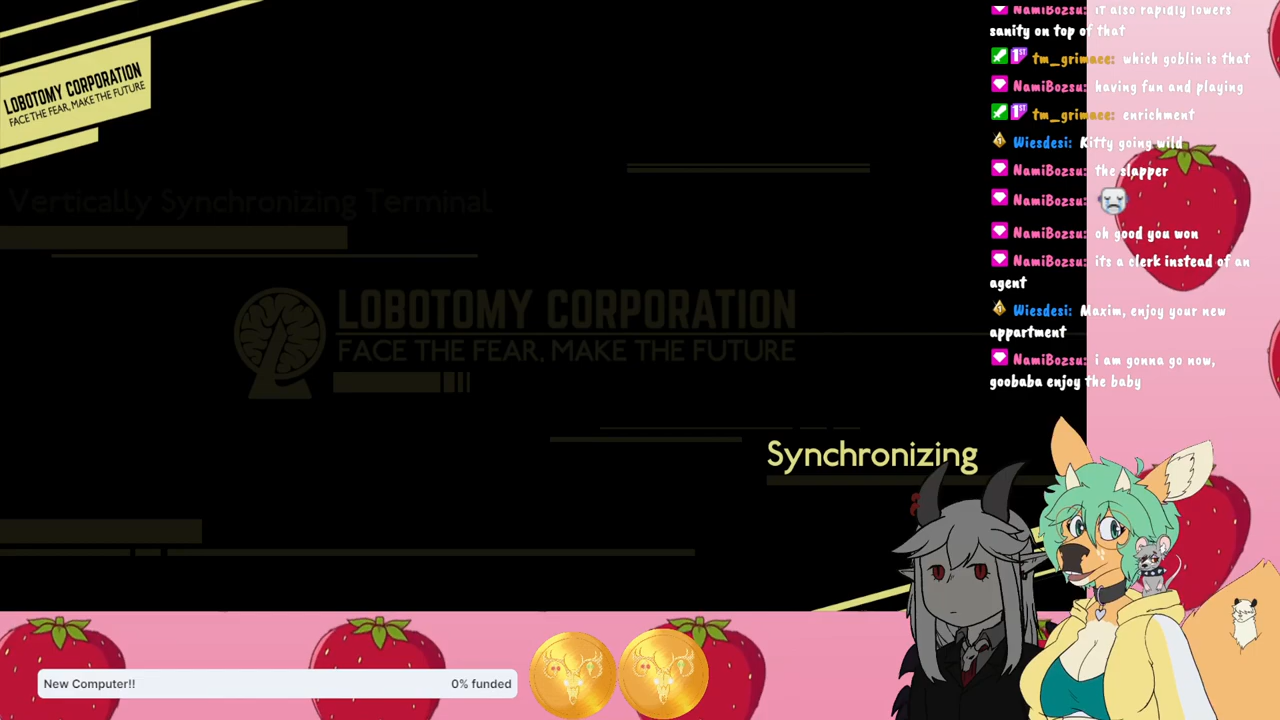 LOBOTOMY CORPORATION
FACE THE FEAR, MAKE THE FUTURE
Vertically Synchronizing Terminal
LOBOTOMY CORPORATION
FACE THE FEAR, MAKE THE FUTURE
Synchronizing
NamiBozsu: it also rapidly lowers
sanity on top of that
tm_grimace: which goblin is that
NamiBozsu: having fun and playing
tm_grimace: enrichment
Wiesdesi: Kitty going wild
NamiBozsu: the slapper
NamiBozsu:
NamiBozsu: oh good you won
NamiBozsu: its a clerk instead of an
agent
Wiesdesi: Maxim, enjoy your new
appartment
NamiBozsu: i am gonna go now,
goobaba enjoy the baby
New Computer!! 0% funded